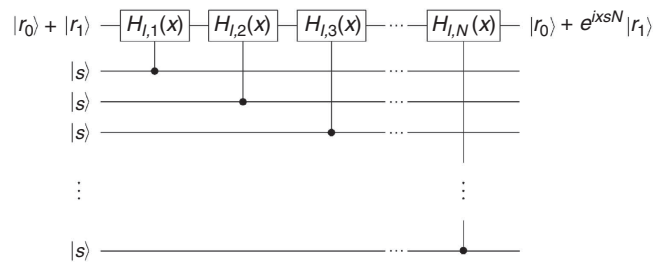 |r₀⟩ + |r₁⟩ H_{I,1}(x) H_{I,2}(x) H_{I,3}(x) ··· H_{I,N}(x) |r₀⟩ + e^{ixsN}|r₁⟩
|s⟩ ···
|s⟩ ···
|s⟩ ···
⋮ ⋮
|s⟩ ···